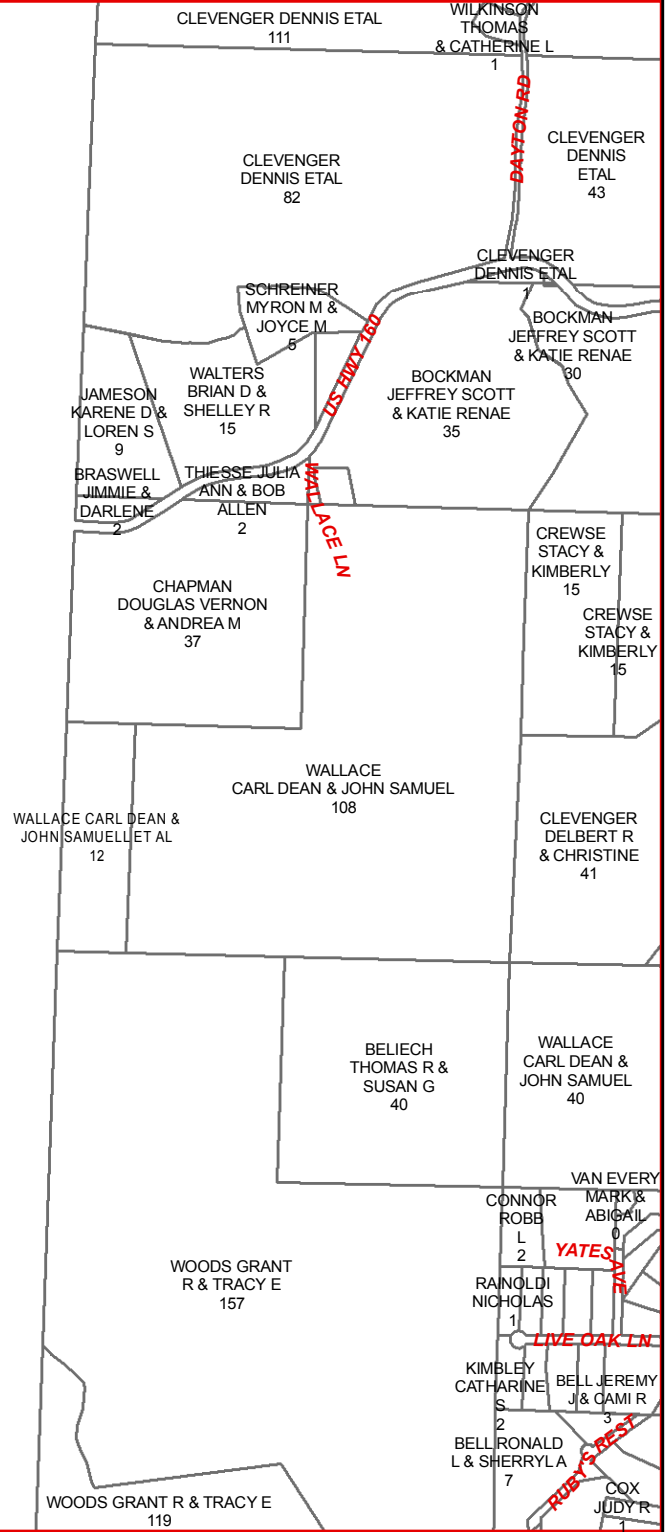 CLEVENGER DENNIS ETAL
111
WILKINSON
THOMAS
& CATHERINE L
1
DAYTON RD
CLEVENGER
DENNIS ETAL
82
CLEVENGER
DENNIS
ETAL
43
CLEVENGER
DENNIS ETAL
1
SCHREINER
MYRON M &
JOYCE M
5
US HWY 160
BOCKMAN
JEFFREY SCOTT
& KATIE RENAE
30
WALTERS
BRIAN D &
SHELLEY R
15
BOCKMAN
JEFFREY SCOTT
& KATIE RENAE
35
JAMESON
KARENE D &
LOREN S
9
BRASWELL
JIMMIE &
DARLENE
2
THIESSE JULIA
ANN & BOB
ALLEN
2
WALLACE LN
CREWSE
STACY &
KIMBERLY
15
CHAPMAN
DOUGLAS VERNON
& ANDREA M
37
CREWSE
STACY &
KIMBERLY
15
WALLACE
CARL DEAN & JOHN SAMUEL
108
WALLACE CARL DEAN &
JOHN SAMUELL ET AL
12
CLEVENGER
DELBERT R
& CHRISTINE
41
BELIECH
THOMAS R &
SUSAN G
40
WALLACE
CARL DEAN &
JOHN SAMUEL
40
VAN EVERY
MARK &
ABIGAIL
0
CONNOR
ROBB
L
2
YATES AVE
WOODS GRANT
R & TRACY E
157
RAINOLDI
NICHOLAS
1
LIVE OAK LN
KIMBLEY
CATHARINE
S
2
BELL JEREMY
J & CAMI R
3
BELL RONALD
L & SHERRYL A
7
RUBY'S REST
COX
JUDY R
1
WOODS GRANT R & TRACY E
119